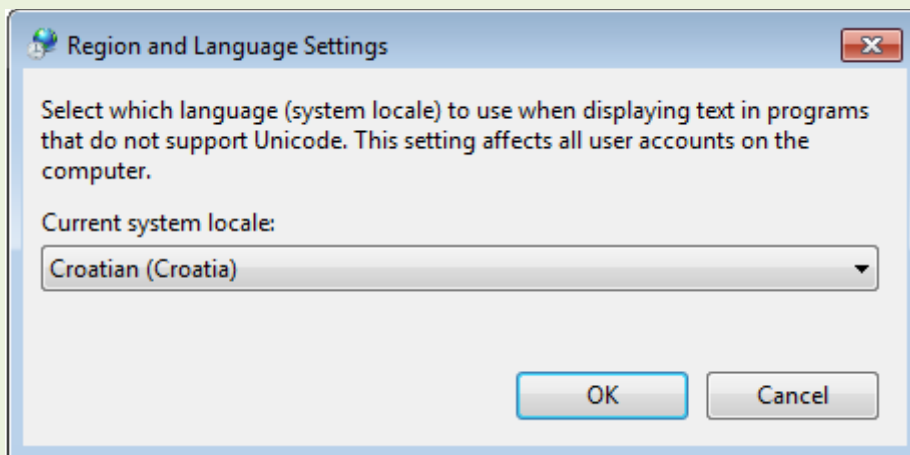 Region and Language Settings
Select which language (system locale) to use when displaying text in programs
that do not support Unicode. This setting affects all user accounts on the
computer.
Current system locale:
Croatian (Croatia)
OK
Cancel